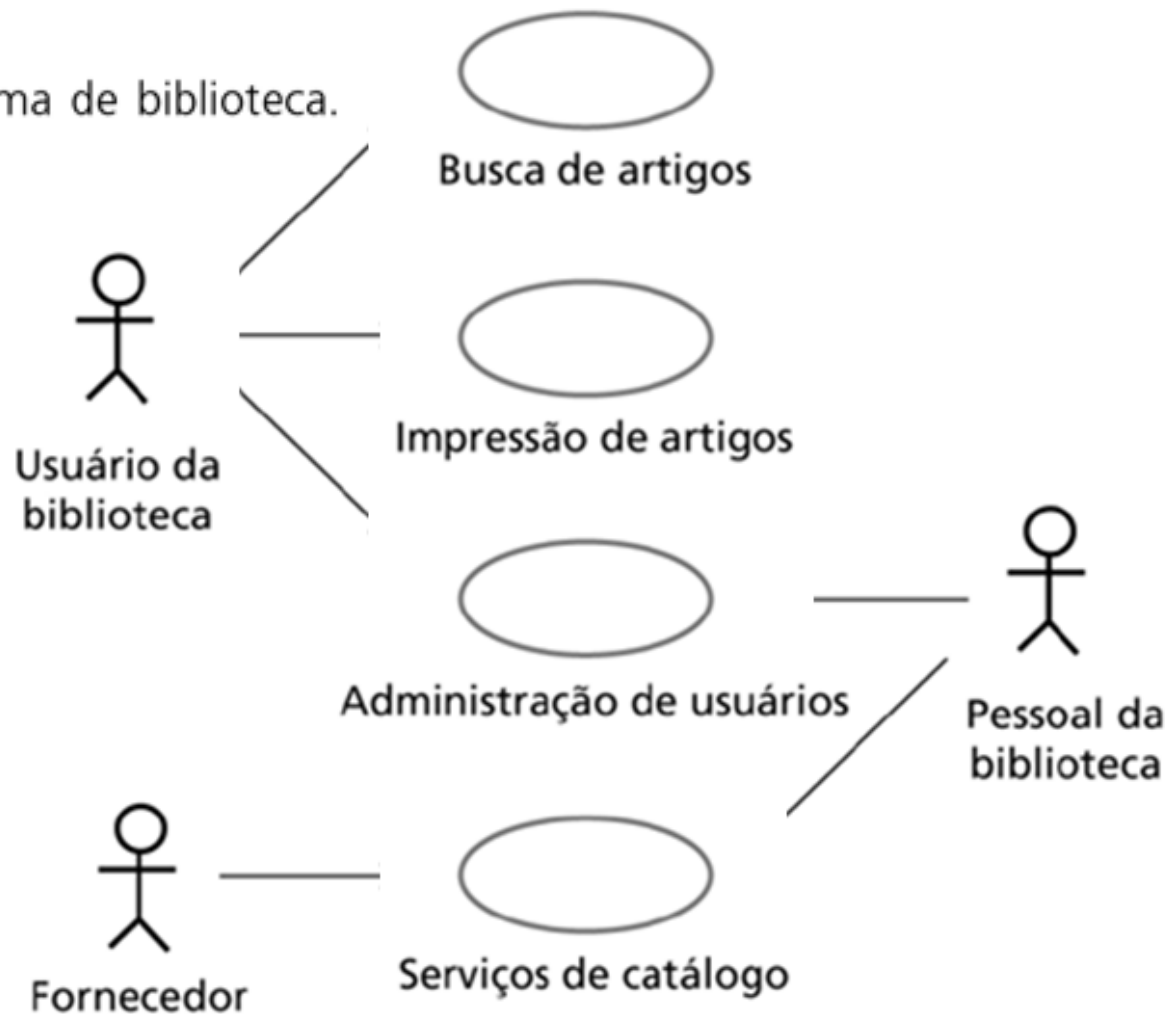 de biblioteca.
Busca de artigos
Impressão de artigos
Usuário da
biblioteca
Administração de usuários
Pessoal da
biblioteca
Serviços de catálogo
Fornecedor